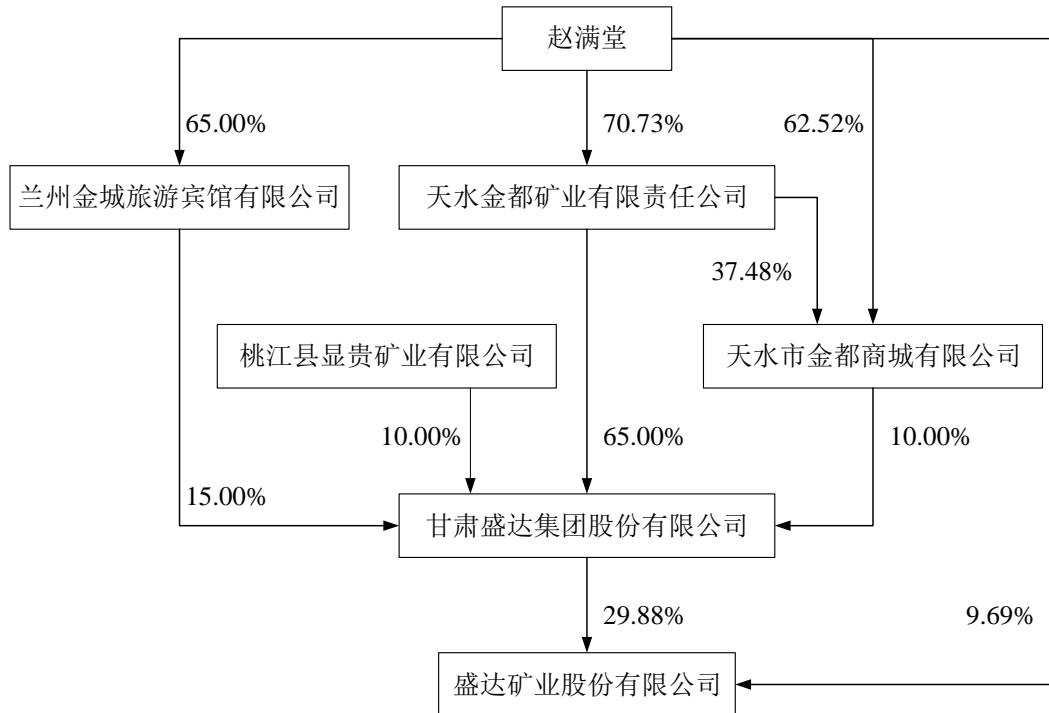 赵满堂
65.00%
70.73%
62.52%
兰州金城旅游宾馆有限公司
天水金都矿业有限责任公司
37.48%
桃江县显贵矿业有限公司
天水市金都商城有限公司
10.00%
65.00%
10.00%
15.00%
甘肃盛达集团股份有限公司
29.88%
9.69%
盛达矿业股份有限公司